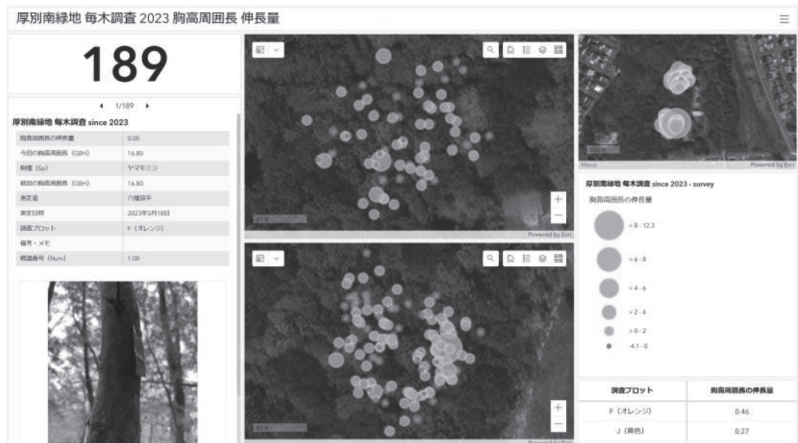 厚別南緑地 毎木調査 2023 胸高周囲長 伸長量
189
1/189
厚別南緑地 毎木調査 since 2023
胸高周囲長の伸長量 0.00
今回の胸高周囲長 (GBH) 16.80
樹種 (Sp) ヤマモミジ
前回の胸高周囲長 (GBH) 16.80
測定者
測定日時 2023年5月18日
調査プロット F（オレンジ）
備考・メモ
標識番号 (Num) 1.00
Powered by Esri
Powered by Esri
Maxar
Powered by Esri
厚別南緑地 毎木調査 since 2023 - survey
胸高周囲長の伸長量
> 8 - 12.3
> 6 - 8
> 4 - 6
> 2 - 4
> 0 - 2
-4.1 - 0
調査プロット 胸高周囲長の伸長量
F（オレンジ） 0.46
J（黄色） 0.27